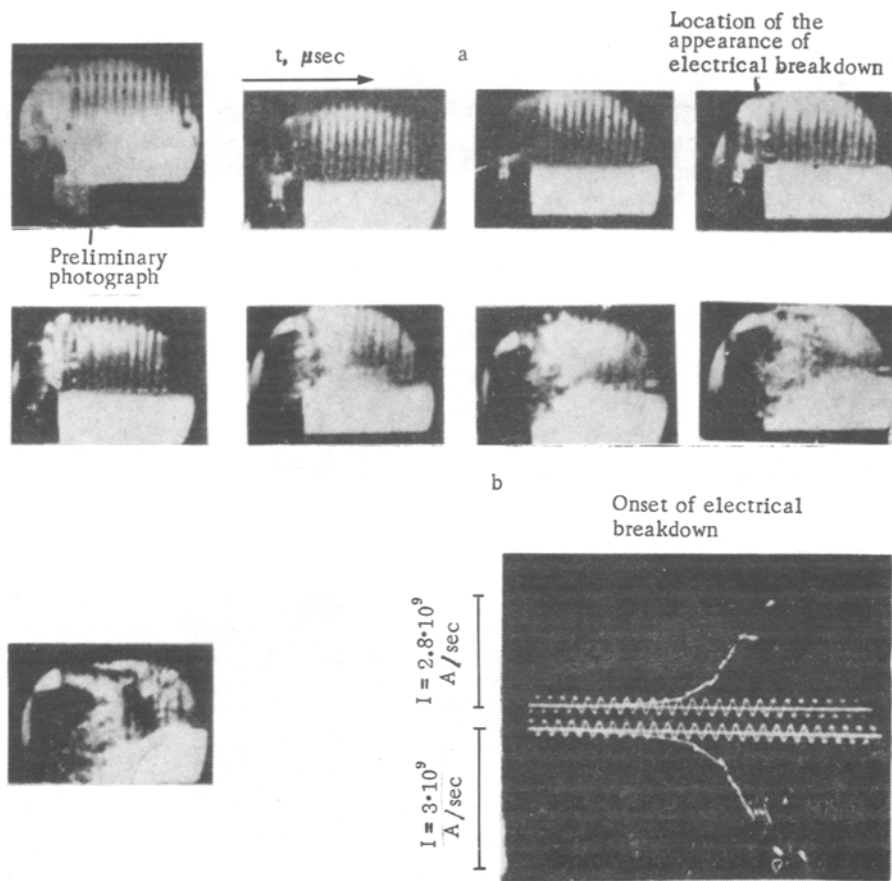 t, μsec
a
Location of the
appearance of
electrical breakdown
Preliminary
photograph
b
Onset of electrical
breakdown
I = 2.8·10⁹
A/sec
I = 3·10⁹
A/sec